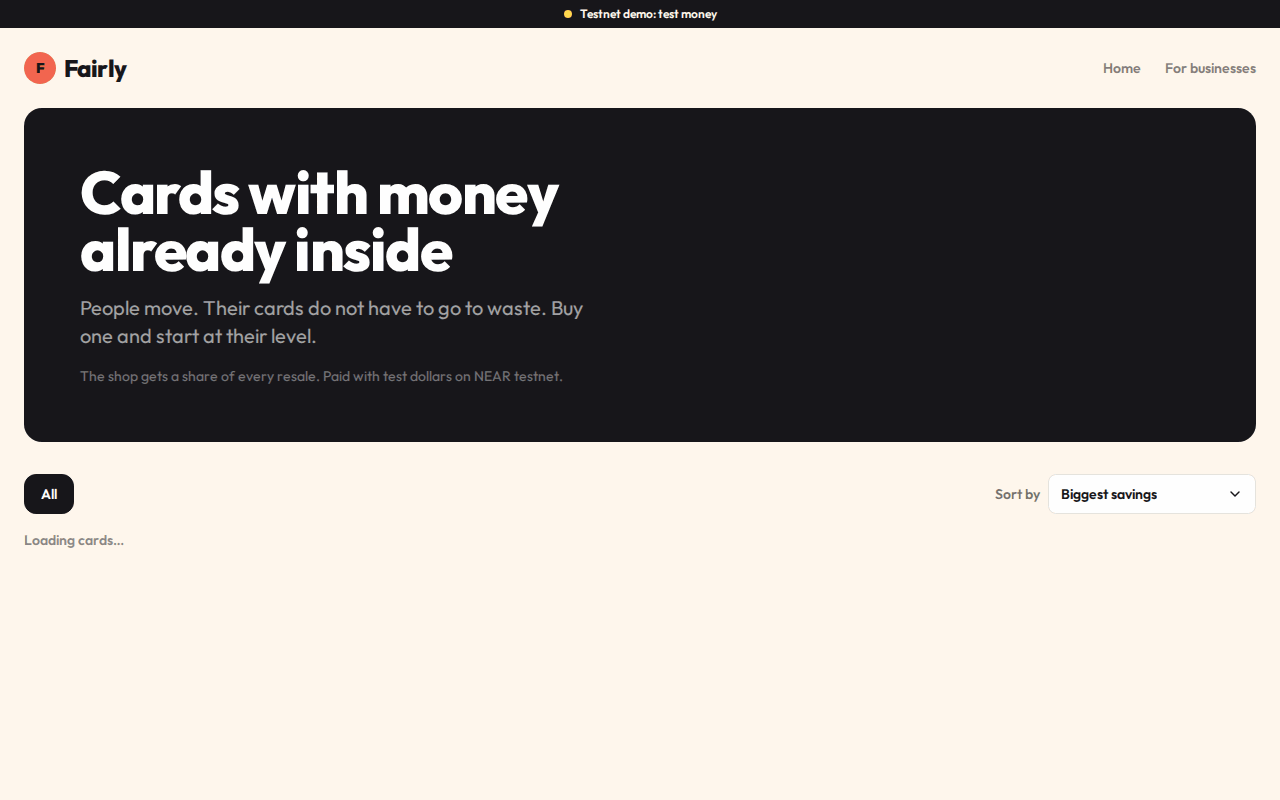 Testnet demo: test money
F
Fairly
Home
For businesses
Cards with money
already inside
People move. Their cards do not have to go to waste. Buy
one and start at their level.
The shop gets a share of every resale. Paid with test dollars on NEAR testnet.
All
Sort by
Biggest savings
Loading cards...